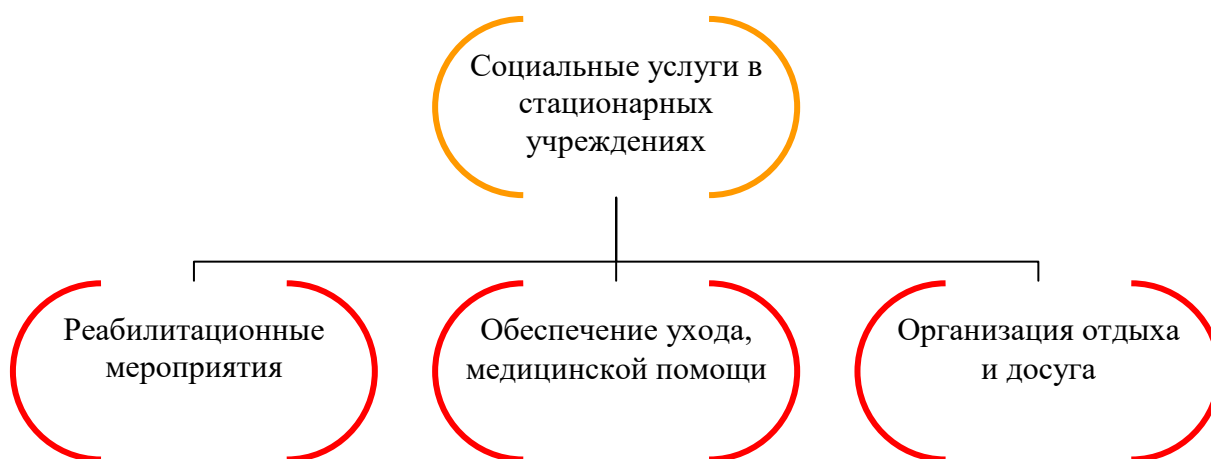 Социальные услуги в
стационарных
учреждениях
Реабилитационные
мероприятия
Обеспечение ухода,
медицинской помощи
Организация отдыха
и досуга